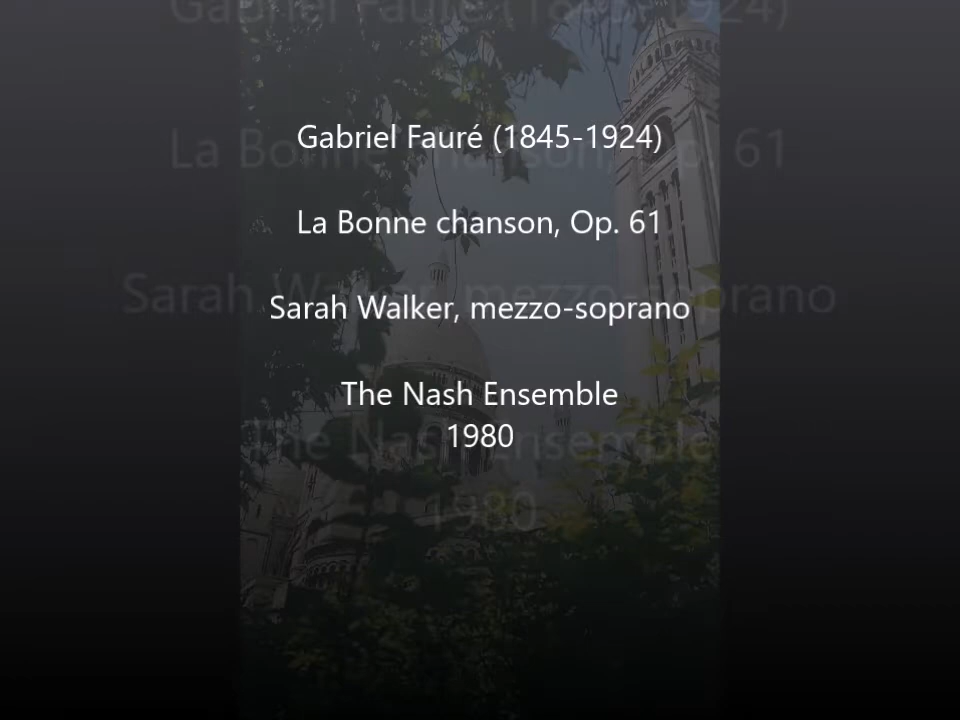 Gabriel Fauré (1845-1924)
La Bonne chanson, Op. 61
Sarah Walker, mezzo-soprano
The Nash Ensemble
1980